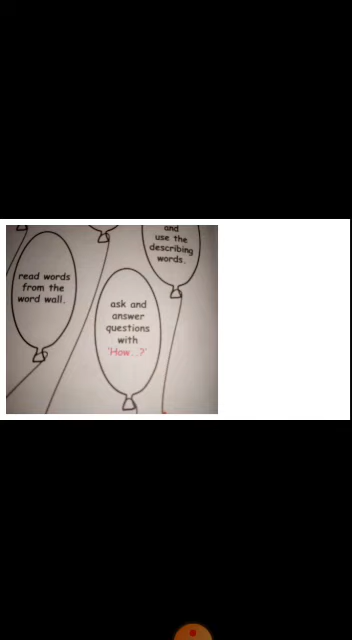 and
use the
describing
words.
read words
from the
word wall.
ask and
answer
questions
with
'How...?'